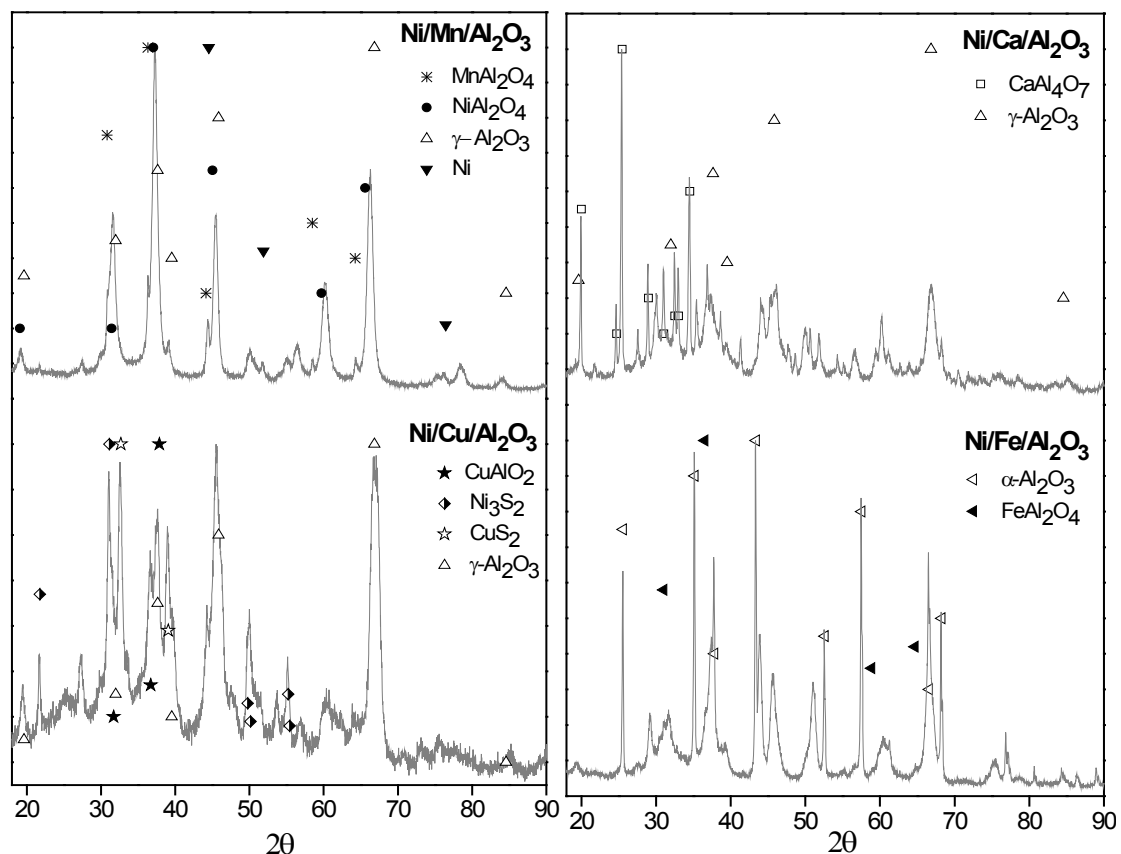 Ni/Mn/Al2O3
MnAl2O4
NiAl2O4
γ–Al2O3
Ni
Ni/Ca/Al2O3
CaAl4O7
γ-Al2O3
Ni/Cu/Al2O3
CuAlO2
Ni3S2
CuS2
γ-Al2O3
Ni/Fe/Al2O3
α-Al2O3
FeAl2O4
20 30 40 50 60 70 80 90
2θ
20 30 40 50 60 70 80 90
2θ